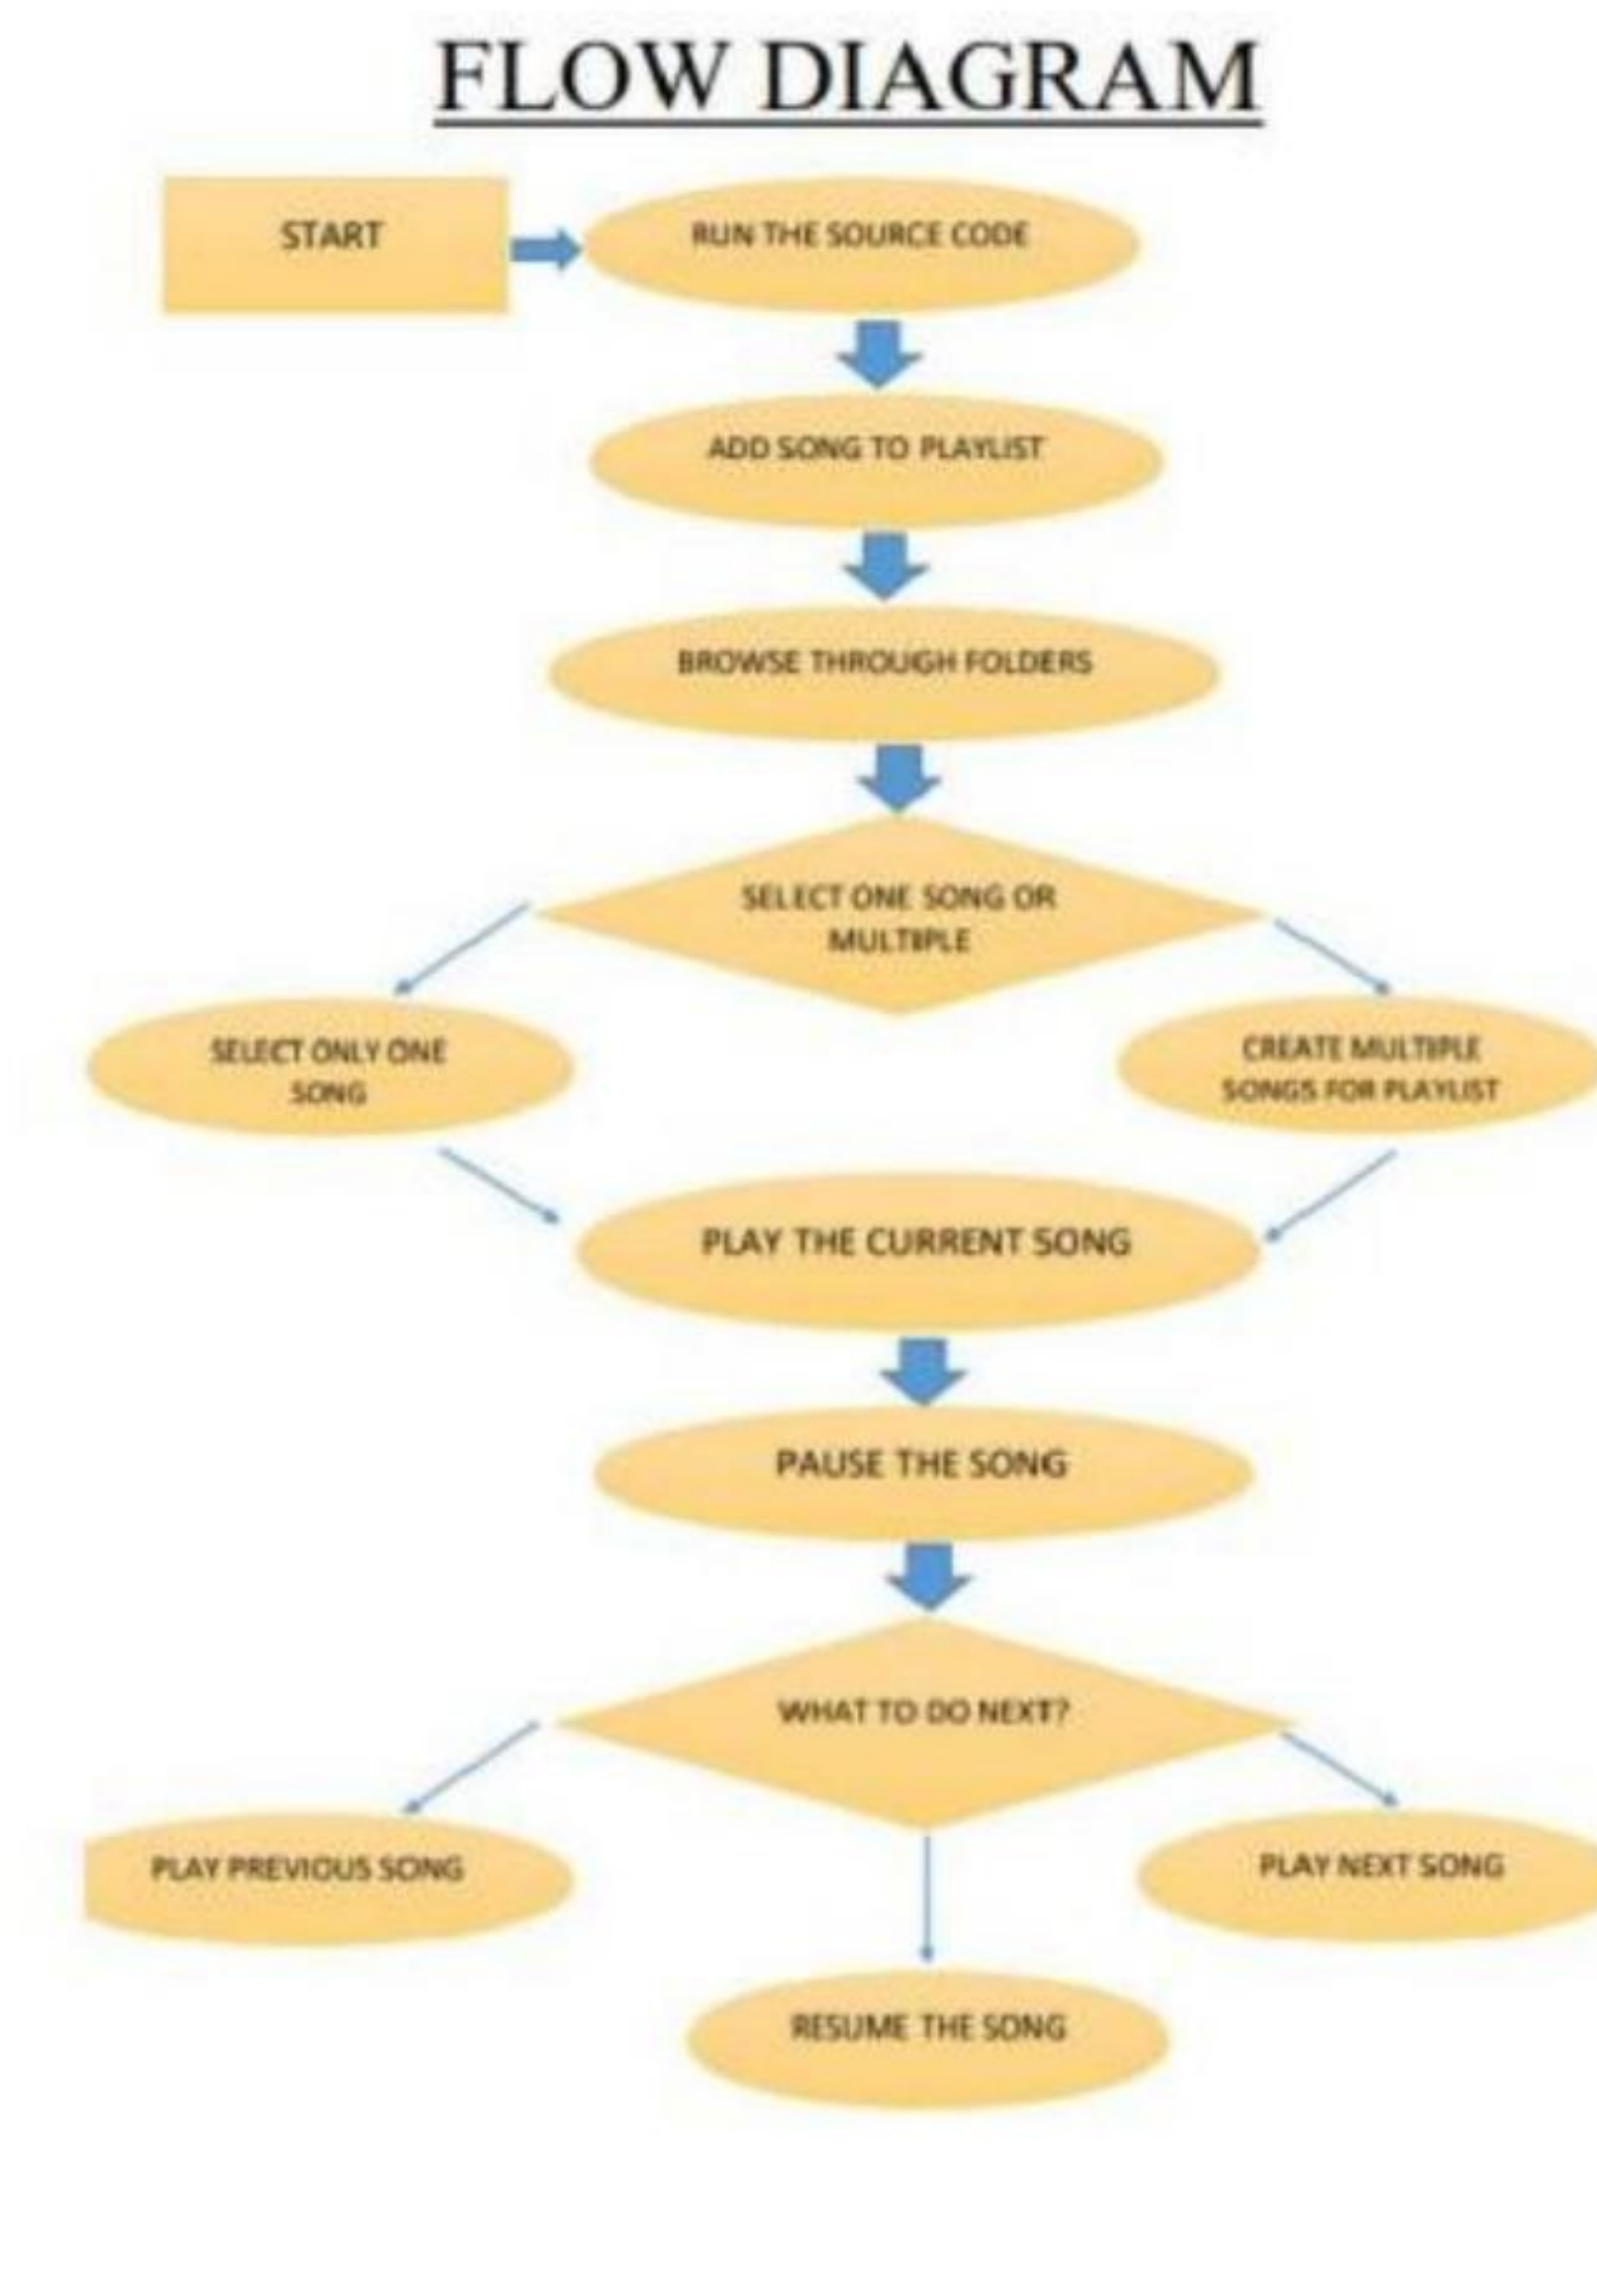 FLOW DIAGRAM
START
RUN THE SOURCE CODE
ADD SONG TO PLAYLIST
BROWSE THROUGH FOLDERS
SELECT ONE SONG OR
MULTIPLE
SELECT ONLY ONE
SONG
CREATE MULTIPLE
SONGS FOR PLAYLIST
PLAY THE CURRENT SONG
PAUSE THE SONG
WHAT TO DO NEXT?
PLAY PREVIOUS SONG
PLAY NEXT SONG
RESUME THE SONG